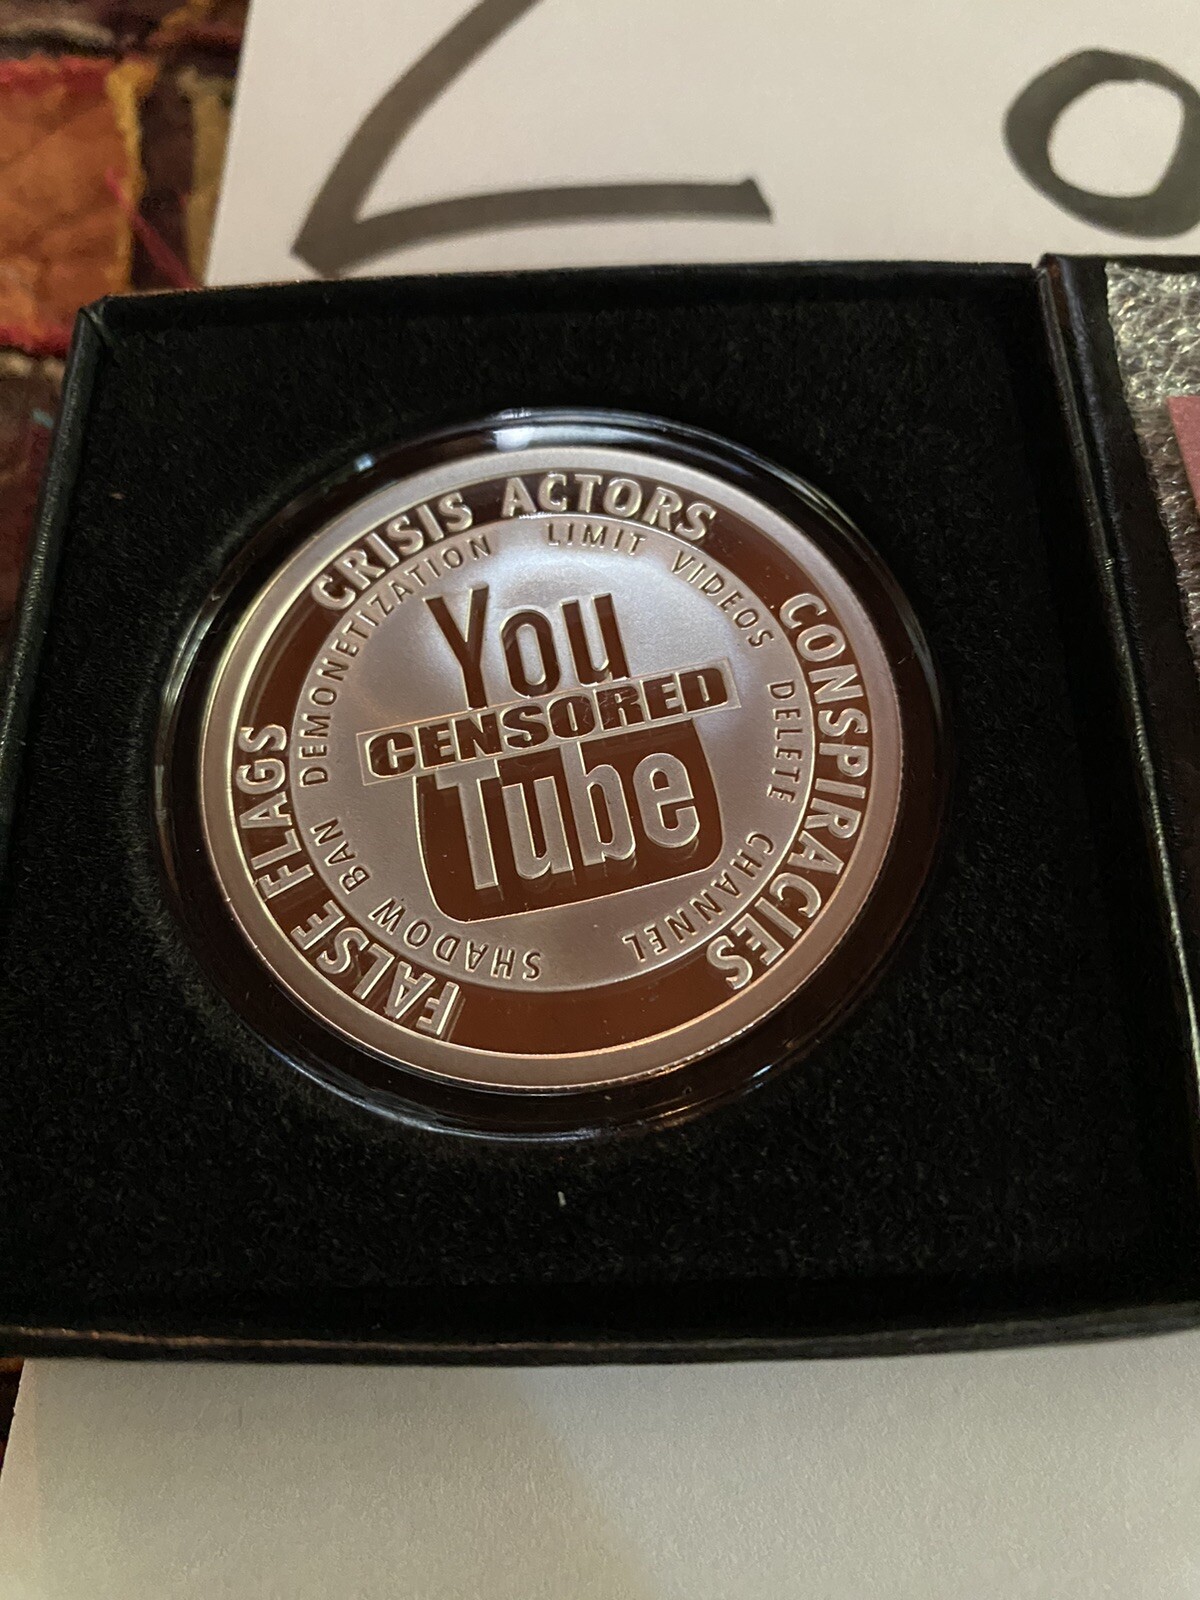 Z o
CRISIS ACTORS
CONSPIRACIES
FALSE FLAGS
DEMONETIZATION
LIMIT VIDEOS
DELETE CHANNEL
SHADOW BAN
You
CENSORED
Tube